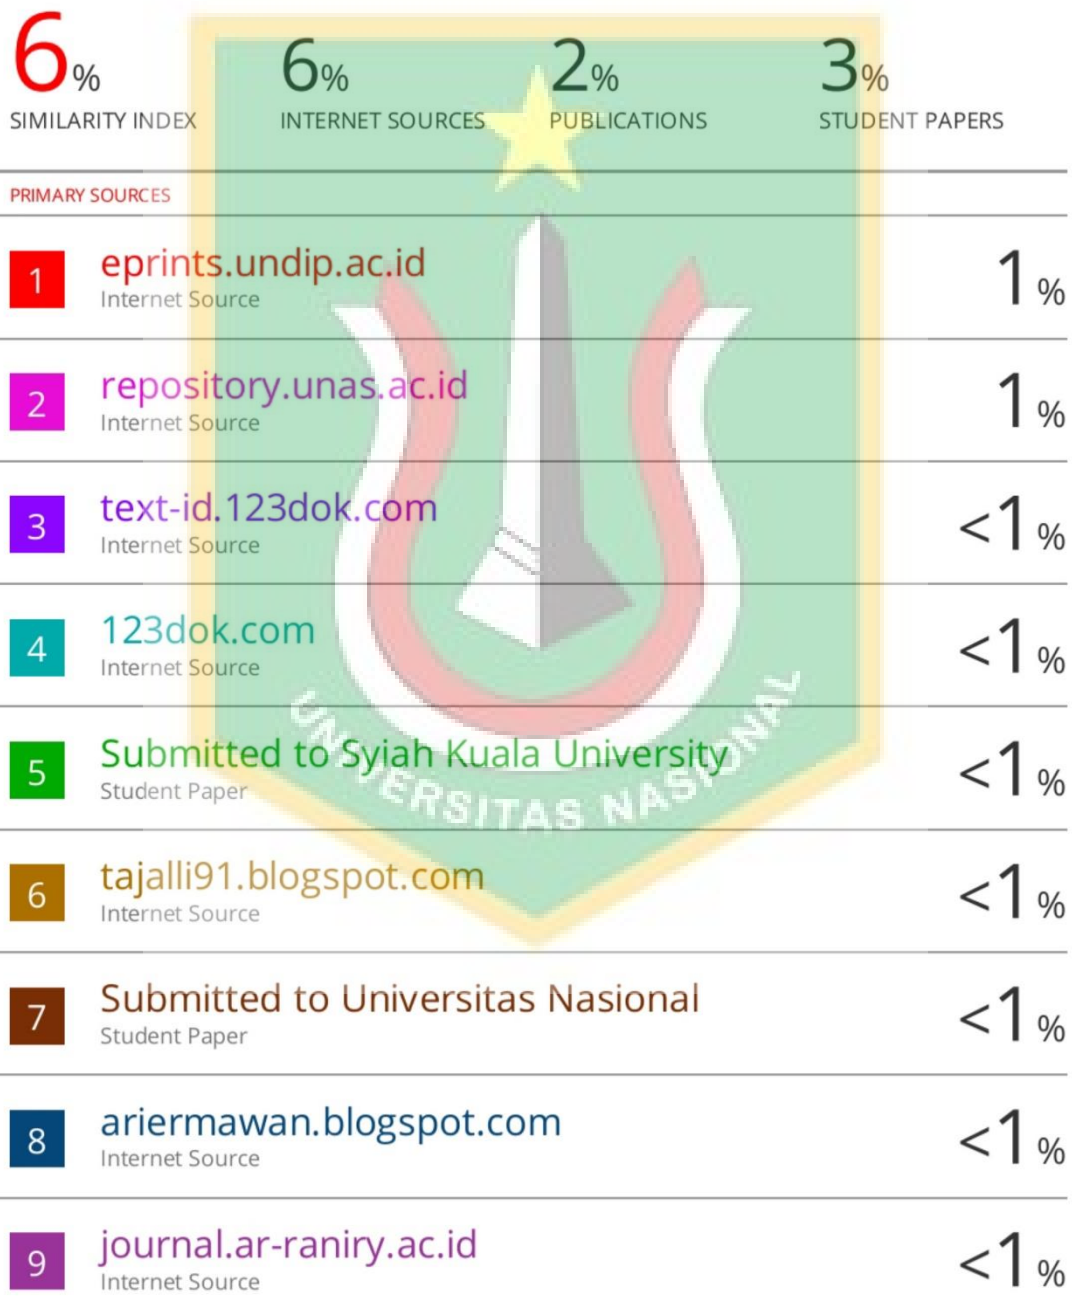 6% 6% 2% 3%
SIMILARITY INDEX INTERNET SOURCES PUBLICATIONS STUDENT PAPERS
PRIMARY SOURCES
1 eprints.undip.ac.id 1%
Internet Source
2 repository.unas.ac.id 1%
Internet Source
3 text-id.123dok.com <1%
Internet Source
4 123dok.com <1%
Internet Source
5 Submitted to Syiah Kuala University <1%
Student Paper
6 tajalli91.blogspot.com <1%
Internet Source
7 Submitted to Universitas Nasional <1%
Student Paper
8 ariermawan.blogspot.com <1%
Internet Source
9 journal.ar-raniry.ac.id <1%
Internet Source
UNIVERSITAS NASIONAL